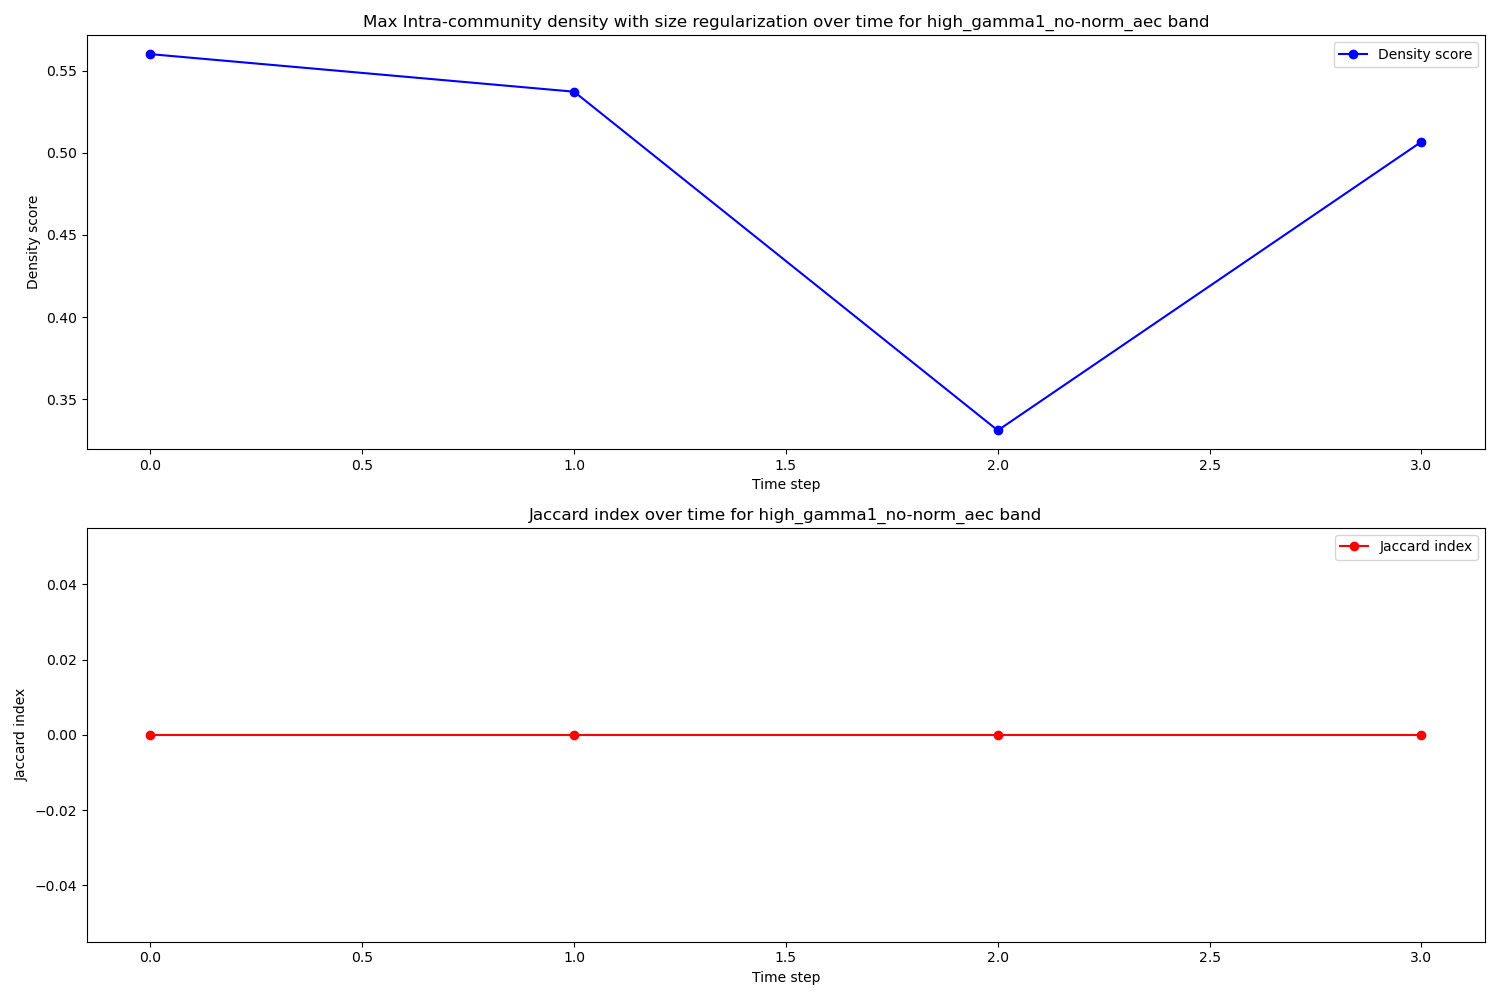 Max Intra-community density with size regularization over time for high_gamma1_no-norm_aec band
Density score
0.55
0.50
0.45
0.40
0.35
Density score
0.0 0.5 1.0 1.5 2.0 2.5 3.0
Time step
Jaccard index over time for high_gamma1_no-norm_aec band
Jaccard index
0.04
0.02
0.00
−0.02
−0.04
Jaccard index
0.0 0.5 1.0 1.5 2.0 2.5 3.0
Time step